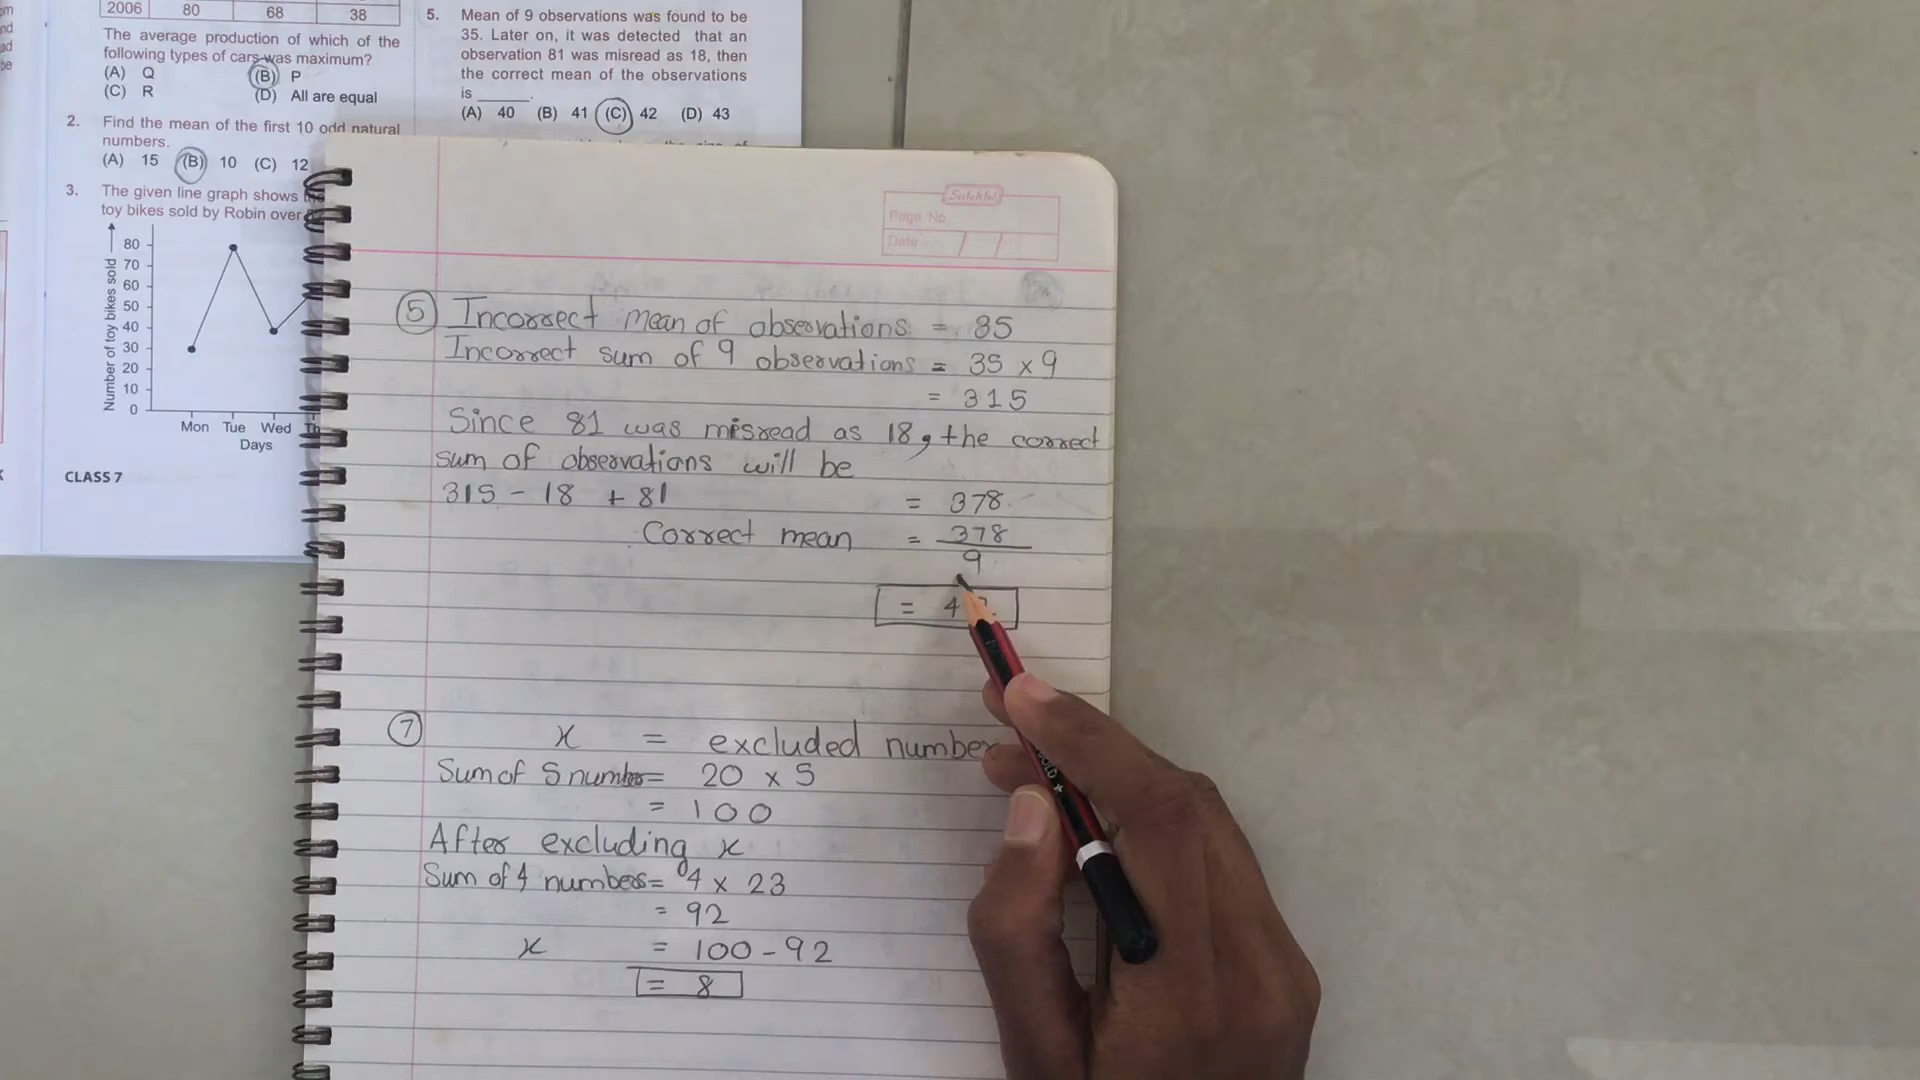 2006 80 68 38
The average production of which of the
following types of cars was maximum?
(A) Q (B) P
(C) R (D) All are equal
2. Find the mean of the first 10 odd natural
numbers.
(A) 15 (B) 10 (C) 12
3. The given line graph shows
toy bikes sold by Robin over
Number of toy bikes sold
80
70
60
50
40
30
20
10
0
Mon Tue Wed Th
Days
CLASS 7
5. Mean of 9 observations was found to be
35. Later on, it was detected that an
observation 81 was misread as 18, then
the correct mean of the observations
is ______.
(A) 40 (B) 41 (C) 42 (D) 43
Page No.
Date
5 Incorrect mean of observations = 35
Incorrect sum of 9 observations = 35 x 9
= 315
Since 81 was misread as 18, the correct
sum of observations will be
315 - 18 + 81 = 378
Correct mean = 378
9
= 4
7 x = excluded number
Sum of 5 number = 20 x 5
= 100
After excluding x
Sum of 4 numbers = 4 x 23
= 92
x = 100 - 92
= 8